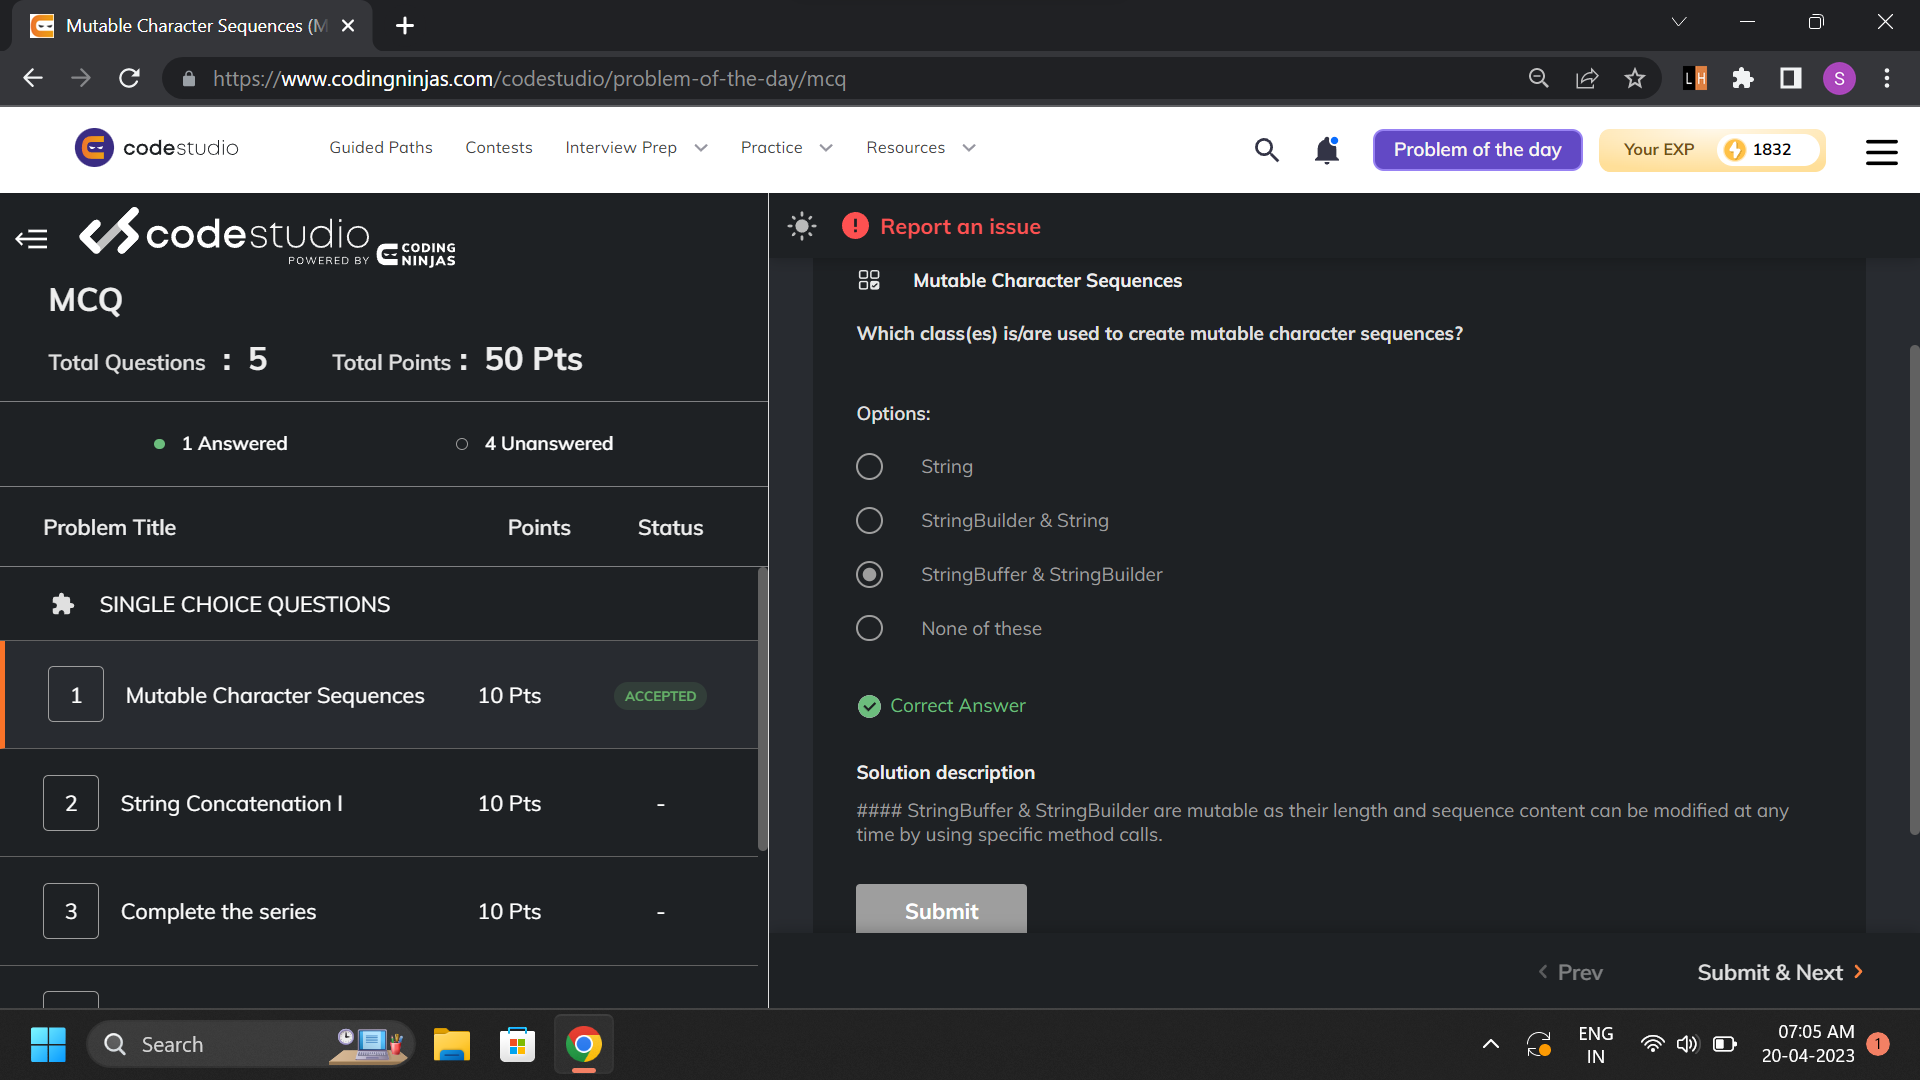 Mutable Character Sequences (M
https://www.codingninjas.com/codestudio/problem-of-the-day/mcq
LH
S
codestudio
Guided Paths
Contests
Interview Prep
Practice
Resources
Problem of the day
Your EXP
1832
codestudio
POWERED BY CODING NINJAS
MCQ
Total Questions : 5
Total Points : 50 Pts
1 Answered
4 Unanswered
Problem Title
Points
Status
SINGLE CHOICE QUESTIONS
1
Mutable Character Sequences
10 Pts
ACCEPTED
2
String Concatenation I
10 Pts
-
3
Complete the series
10 Pts
-
Report an issue
Mutable Character Sequences
Which class(es) is/are used to create mutable character sequences?
Options:
String
StringBuilder & String
StringBuffer & StringBuilder
None of these
Correct Answer
Solution description
#### StringBuffer & StringBuilder are mutable as their length and sequence content can be modified at any
time by using specific method calls.
Submit
Prev
Submit & Next
Search
ENG
IN
07:05 AM
20-04-2023
1